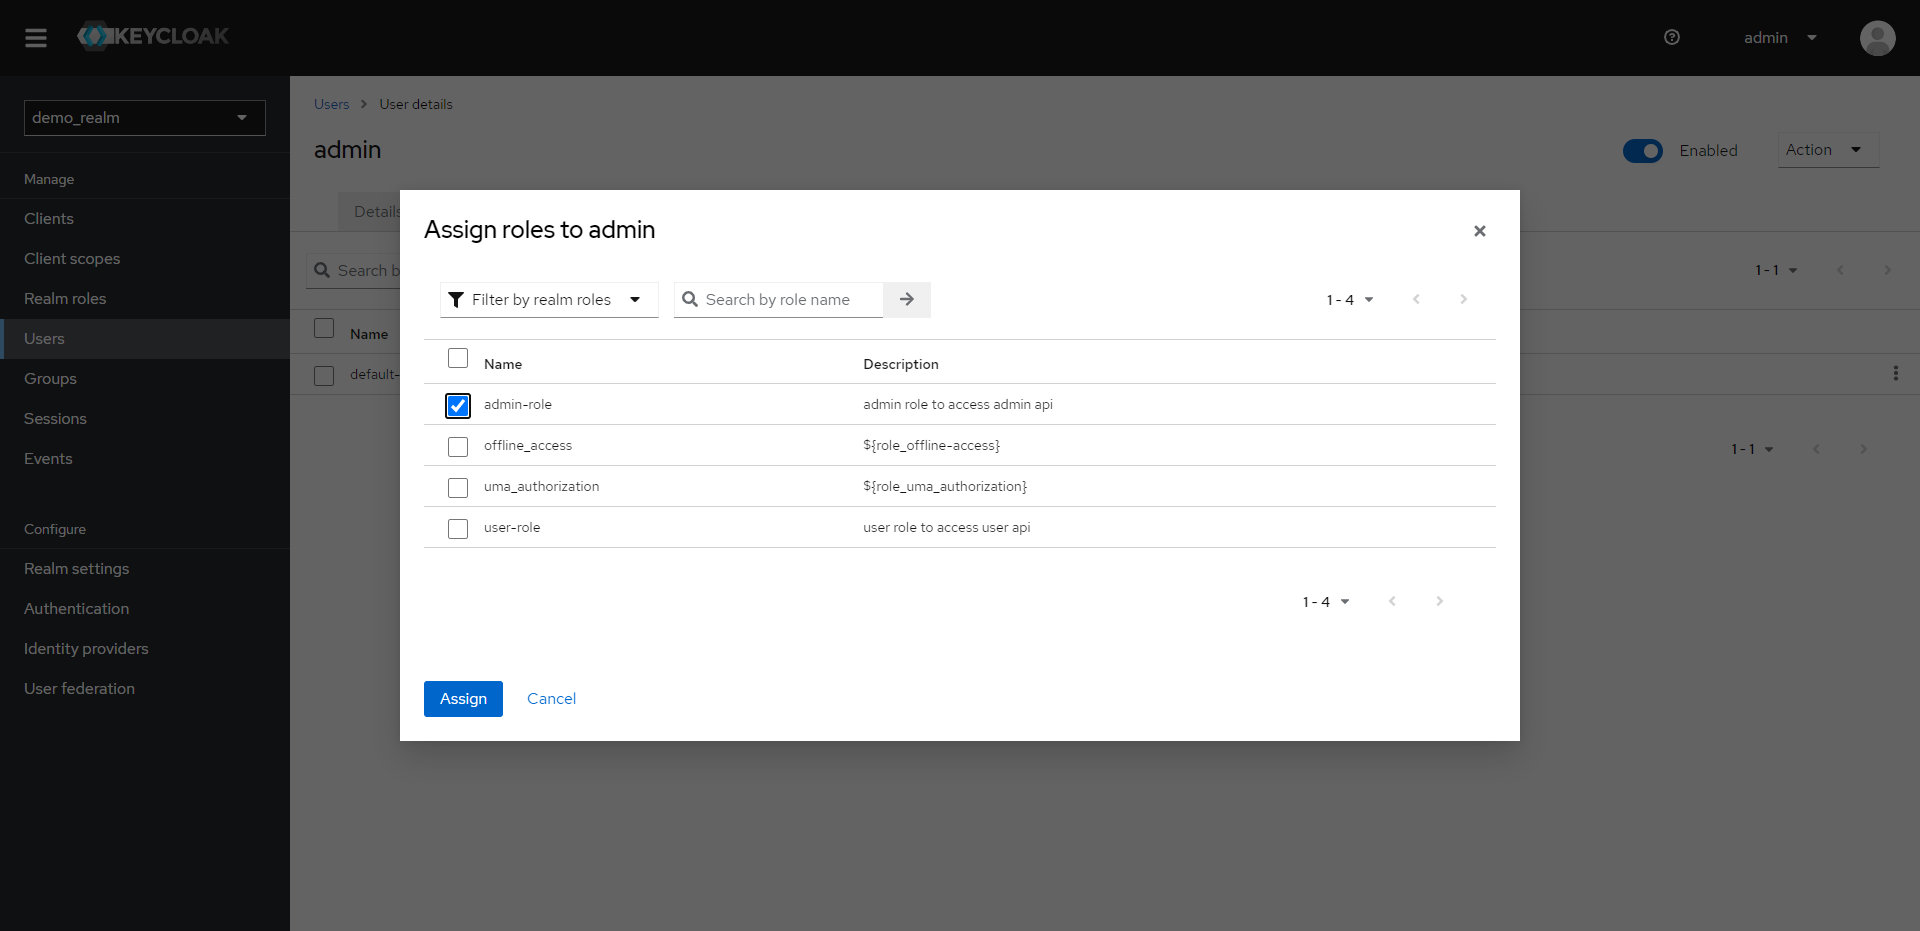 KEYCLOAK
admin
demo_realm
Manage
Clients
Client scopes
Realm roles
Users
Groups
Sessions
Events
Configure
Realm settings
Authentication
Identity providers
User federation
Users > User details
admin
Enabled
Action
Details
Search b
1 - 1
Name
default-
1 - 1
Assign roles to admin
Filter by realm roles
Search by role name
1 - 4
Name Description
admin-role admin role to access admin api
offline_access ${role_offline-access}
uma_authorization ${role_uma_authorization}
user-role user role to access user api
1 - 4
Assign Cancel